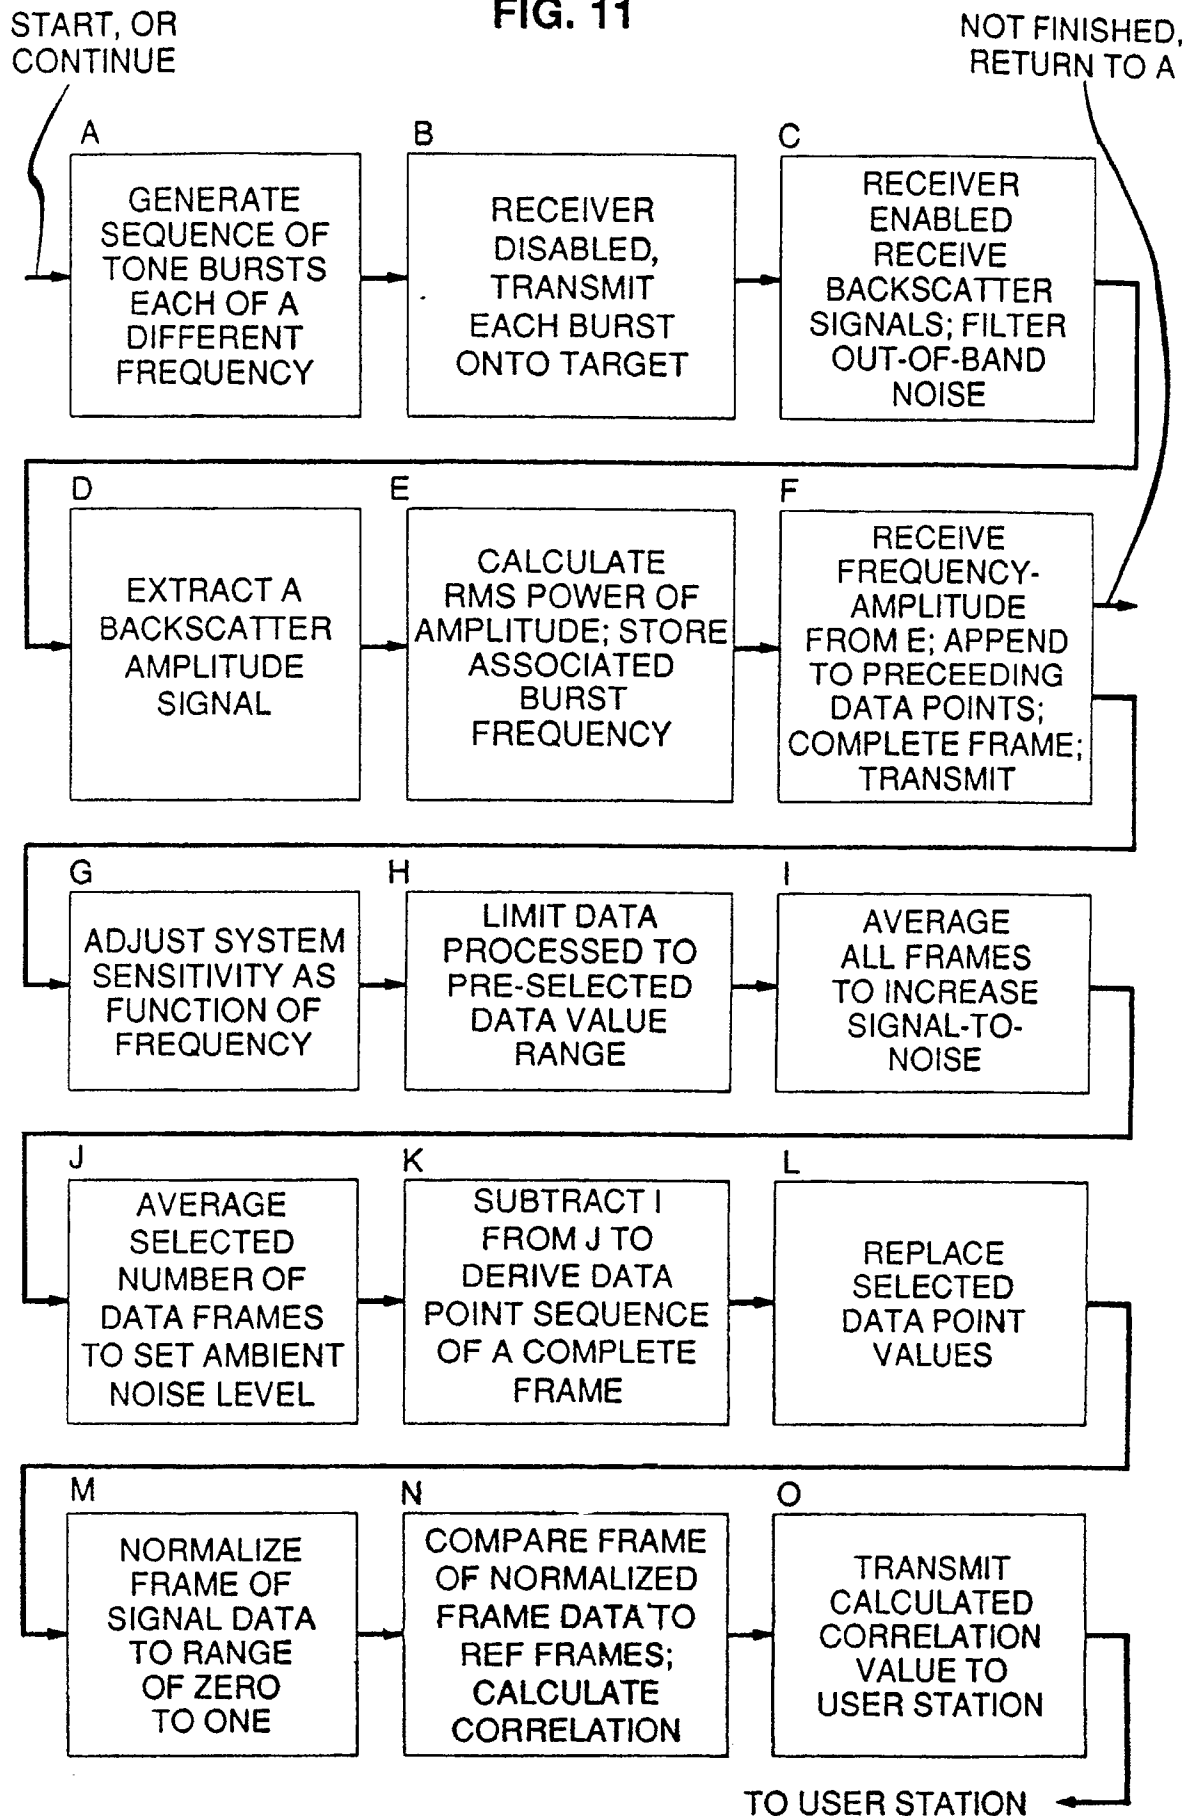 FIG. 11
START, OR
CONTINUE
NOT FINISHED,
RETURN TO A
A
GENERATE
SEQUENCE OF
TONE BURSTS
EACH OF A
DIFFERENT
FREQUENCY
B
RECEIVER
DISABLED,
TRANSMIT
EACH BURST
ONTO TARGET
C
RECEIVER
ENABLED
RECEIVE
BACKSCATTER
SIGNALS; FILTER
OUT-OF-BAND
NOISE
D
EXTRACT A
BACKSCATTER
AMPLITUDE
SIGNAL
E
CALCULATE
RMS POWER OF
AMPLITUDE; STORE
ASSOCIATED
BURST
FREQUENCY
F
RECEIVE
FREQUENCY-
AMPLITUDE
FROM E; APPEND
TO PRECEEDING
DATA POINTS;
COMPLETE FRAME;
TRANSMIT
G
ADJUST SYSTEM
SENSITIVITY AS
FUNCTION OF
FREQUENCY
H
LIMIT DATA
PROCESSED TO
PRE-SELECTED
DATA VALUE
RANGE
I
AVERAGE
ALL FRAMES
TO INCREASE
SIGNAL-TO-
NOISE
J
AVERAGE
SELECTED
NUMBER OF
DATA FRAMES
TO SET AMBIENT
NOISE LEVEL
K
SUBTRACT I
FROM J TO
DERIVE DATA
POINT SEQUENCE
OF A COMPLETE
FRAME
L
REPLACE
SELECTED
DATA POINT
VALUES
M
NORMALIZE
FRAME OF
SIGNAL DATA
TO RANGE
OF ZERO
TO ONE
N
COMPARE FRAME
OF NORMALIZED
FRAME DATA TO
REF FRAMES;
CALCULATE
CORRELATION
O
TRANSMIT
CALCULATED
CORRELATION
VALUE TO
USER STATION
TO USER STATION